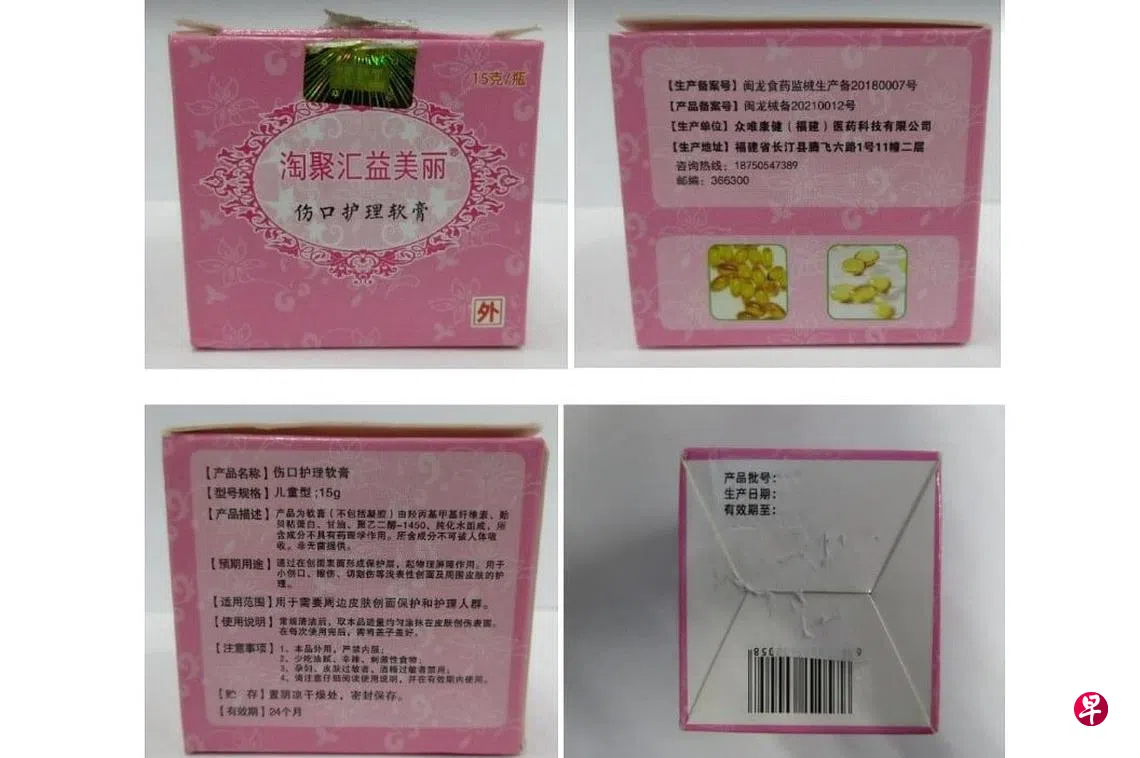 15克/瓶
淘聚汇益美丽®
伤口护理软膏
外
【生产备案号】闽龙食药监械生产备20180007号
【产品备案号】闽龙械备20210012号
【生产单位】众唯康健(福建)医药科技有限公司
【生产地址】福建省长汀县腾飞六路1号11幢二层
咨询热线：18750547389
邮编：366300
【产品名称】伤口护理软膏
【型号规格】儿童型;15g
【产品描述】产品为软膏(不包括凝胶)由羟丙基甲基纤维素、贻
贝粘蛋白、甘油、聚乙二醇-1450、纯化水组成，所
含成分不具有药理学作用。所含成分不可被人体吸
收。非无菌提供。
【预期用途】通过在创面表面形成保护层，起物理屏障作用。用于
小创口、擦伤、切割伤等浅表性创面及周围皮肤的护
理。
【适用范围】用于需要周边皮肤创面保护和护理人群。
【使用说明】常规清洁后，取本品适量均匀涂抹在皮肤创伤表面。
在每次使用完后，需将盖子盖好。
【注意事项】1、本品外用，严禁内服；
2、少吃油腻、辛辣、刺激性食物；
3、孕妇、皮肤过敏者、酒精过敏者禁用；
4、请注意仔细阅读使用说明，并在有效期内使用。
【贮 存】置阴凉干燥处，密封保存。
【有效期】24个月
产品批号：
生产日期：
有效期至：
早